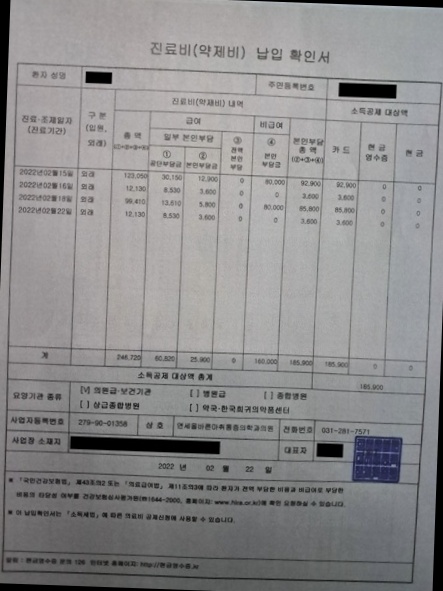 진료비(약제비) 납입 확인서
환자 성명 주민등록번호
진료·조제일자 (진료기간) 구 분 (입원, 외래) 진료비(약제비) 내역 소득공제 대상액
총 액 (①+②+③+④) 급여 비급여 본인부담 총 액 (②+③+④) 카 드 현 금 영수증 현 금
일부 본인부담 ③ 전액 본인 부담 ④ 본인 부담금
① 공단부담금 ② 본인부담금
2022년02월15일 외래 123,050 30,150 12,900 0 80,000 92,900 92,900 0 0
2022년02월16일 외래 12,130 8,530 3,600 0 0 3,600 3,600 0 0
2022년02월18일 외래 99,410 13,610 5,800 0 80,000 85,800 85,800 0 0
2022년02월22일 외래 12,130 8,530 3,600 0 0 3,600 3,600 0 0
계 246,720 60,820 25,900 0 160,000 185,900 185,900 0 0
소득공제 대상액 총계 185,900
요양기관 종류 [V] 의원급·보건기관 [ ] 병원급 [ ] 종합병원
[ ] 상급종합병원 [ ] 약국·한국희귀의약품센터
사업자등록번호 279-90-01358 상 호 연세올바른마취통증의학과의원 전화번호 031-281-7571
사업장 소재지 대표자
2022 년 02 월 22 일
* 「국민건강보험법」 제43조의2 또는 「의료급여법」 제11조의3에 따라 환자가 전액 부담한 비용과 비급여로 부담한
비용의 타당성 여부를 건강보험심사평가원(☎1644-2000, 홈페이지: www.hira.or.kr)에 확인 요청하실 수 있습니다.
* 이 납입확인서는 「소득세법」에 따른 의료비 공제신청에 사용할 수 있습니다.
현금영수증 문의 126 인터넷 홈페이지: http://현금영수증.kr